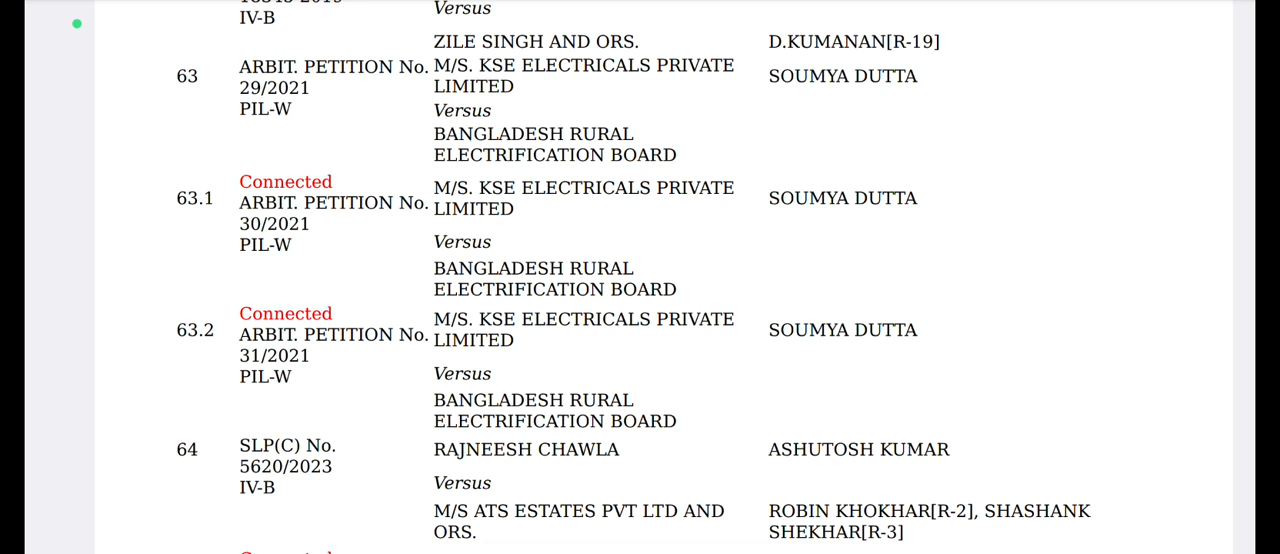 IV-B
Versus
ZILE SINGH AND ORS.
D.KUMANAN[R-19]
63
ARBIT. PETITION No.
29/2021
PIL-W
M/S. KSE ELECTRICALS PRIVATE
LIMITED
SOUMYA DUTTA
Versus
BANGLADESH RURAL
ELECTRIFICATION BOARD
63.1
Connected
ARBIT. PETITION No.
30/2021
PIL-W
M/S. KSE ELECTRICALS PRIVATE
LIMITED
SOUMYA DUTTA
Versus
BANGLADESH RURAL
ELECTRIFICATION BOARD
63.2
Connected
ARBIT. PETITION No.
31/2021
PIL-W
M/S. KSE ELECTRICALS PRIVATE
LIMITED
SOUMYA DUTTA
Versus
BANGLADESH RURAL
ELECTRIFICATION BOARD
64
SLP(C) No.
5620/2023
IV-B
RAJNEESH CHAWLA
ASHUTOSH KUMAR
Versus
M/S ATS ESTATES PVT LTD AND
ORS.
ROBIN KHOKHAR[R-2], SHASHANK
SHEKHAR[R-3]